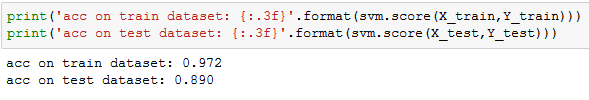 print('acc on train dataset: {:.3f}'.format(svm.score(X_train,Y_train)))
print('acc on test dataset: {:.3f}'.format(svm.score(X_test,Y_test)))
acc on train dataset: 0.972
acc on test dataset: 0.890